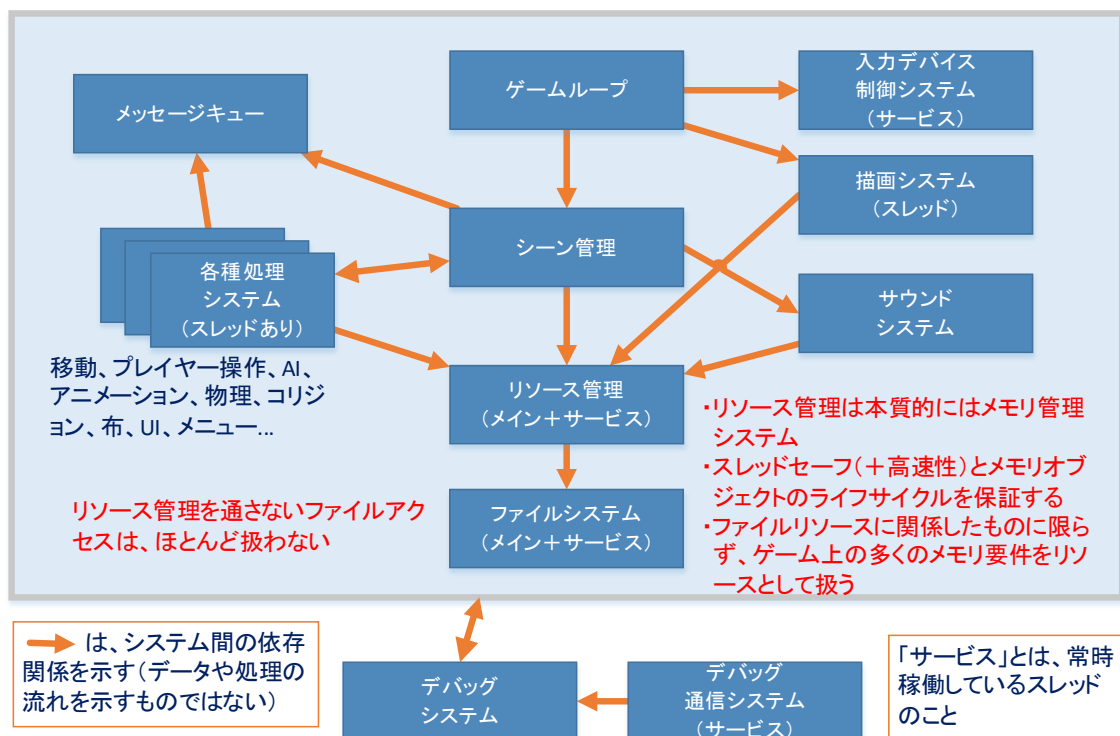 メッセージキュー
ゲームループ
入力デバイス
制御システム
(サービス)
描画システム
(スレッド)
シーン管理
各種処理
システム
(スレッドあり)
サウンド
システム
移動、プレイヤー操作、AI、
アニメーション、物理、コリジ
ョン、布、UI、メニュー...
リソース管理
(メイン+サービス)
・リソース管理は本質的にはメモリ管理
システム
・スレッドセーフ(+高速性)とメモリオブ
ジェクトのライフサイクルを保証する
・ファイルリソースに関係したものに限ら
ず、ゲーム上の多くのメモリ要件をリソ
ースとして扱う
リソース管理を通さないファイルアク
セスは、ほとんど扱わない
ファイルシステム
(メイン+サービス)
は、システム間の依存
関係を示す(データや処理の
流れを示すものではない)
デバッグ
システム
デバッグ
通信システム
(サービス)
「サービス」とは、常時
稼働しているスレッド
のこと